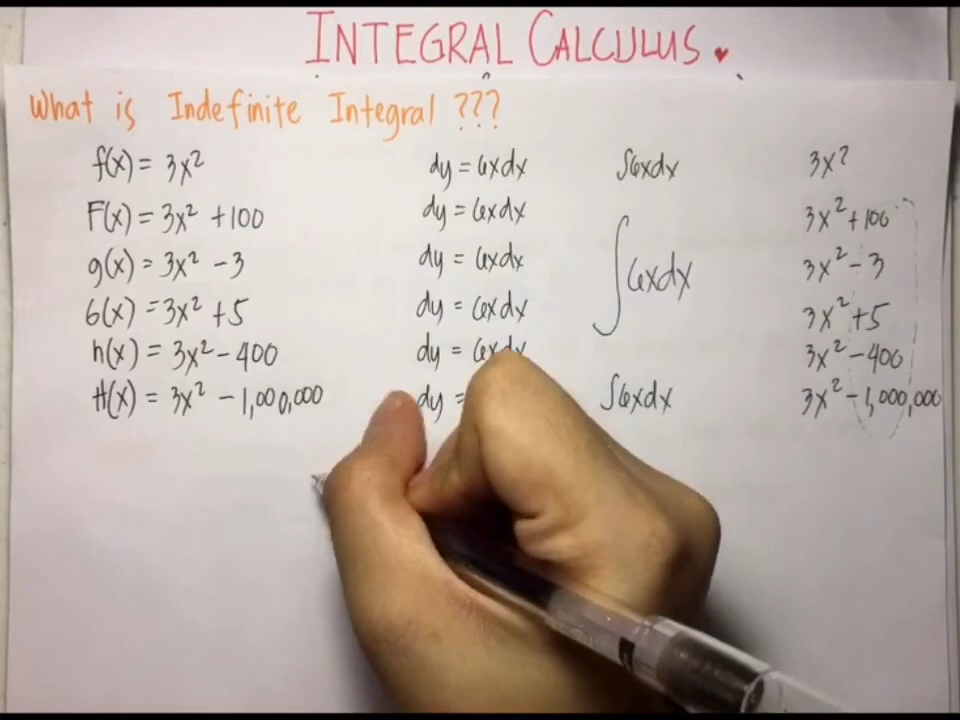 INTEGRAL CALCULUS.
What is Indefinite Integral ???
f(x) = 3x² dy = 6xdx ∫6xdx 3x²
F(x) = 3x² + 100 dy = 6xdx 3x² + 100
g(x) = 3x² - 3 dy = 6xdx ∫6xdx 3x² - 3
G(x) = 3x² + 5 dy = 6xdx 3x² + 5
h(x) = 3x² - 400 dy = 6xdx 3x² - 400
H(x) = 3x² - 1,000,000 dy = ∫6xdx 3x² - 1,000,000